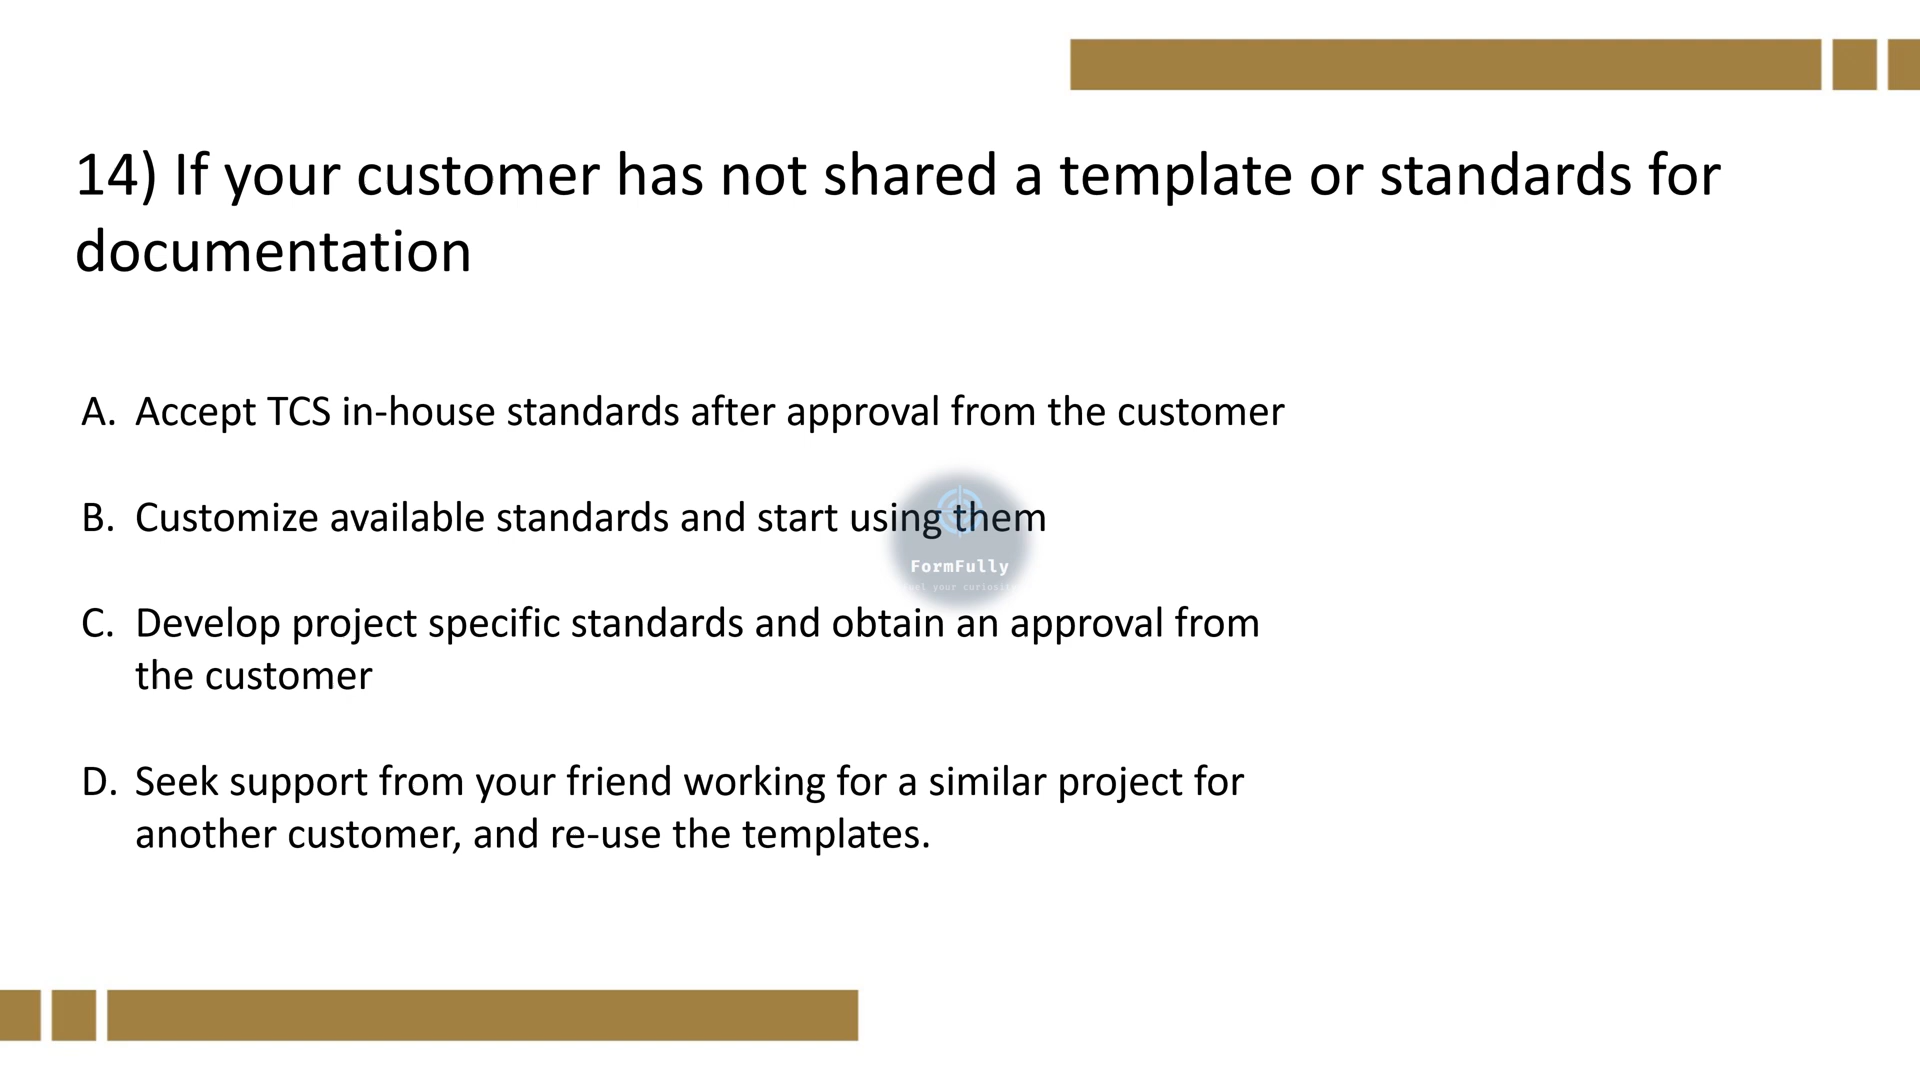 14) If your customer has not shared a template or standards for
documentation
A. Accept TCS in-house standards after approval from the customer
B. Customize available standards and start using them
FormFully
your curiosity
C. Develop project specific standards and obtain an approval from
the customer
D. Seek support from your friend working for a similar project for
another customer, and re-use the templates.